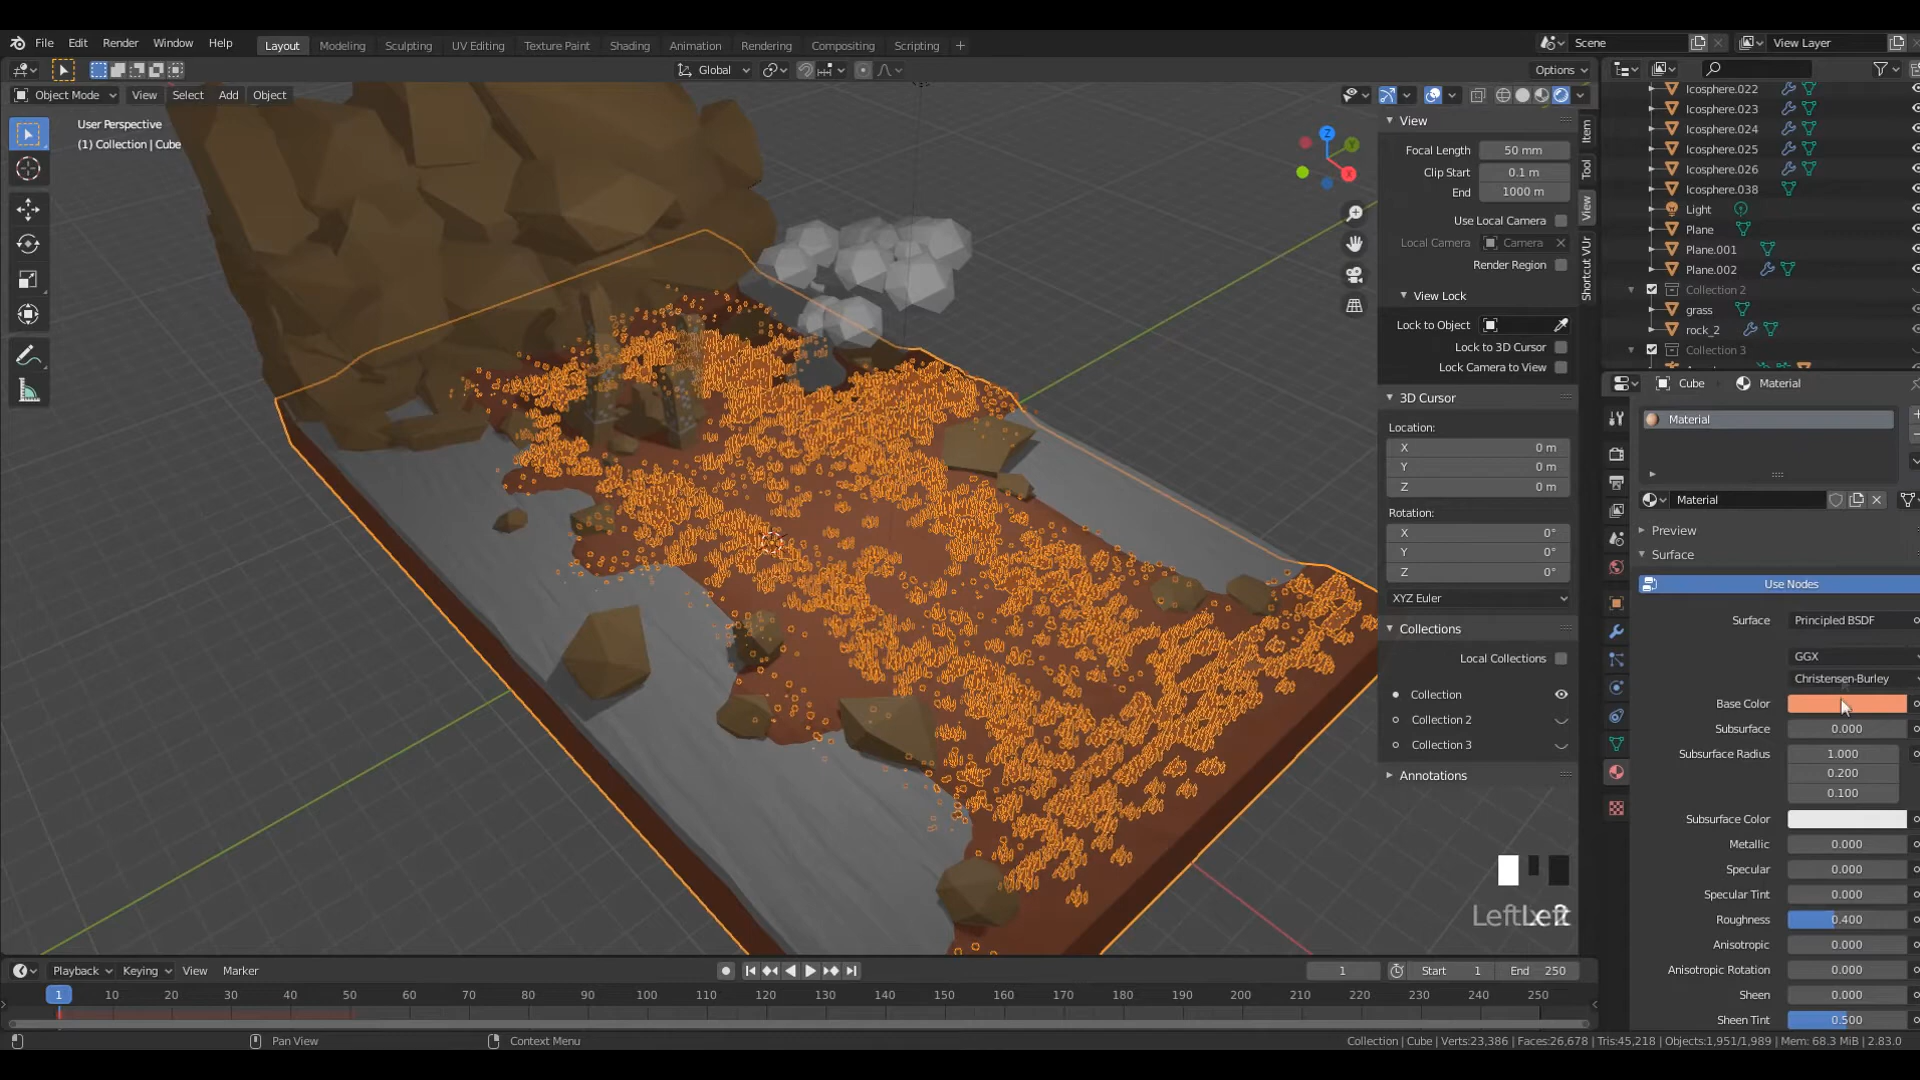 File Edit Render Window Help Layout Modeling Sculpting UV Editing Texture Paint Shading Animation Rendering Compositing Scripting + Scene View Layer
Global Options
Object Mode View Select Add Object
User Perspective
(1) Collection | Cube
Z
Y
X
View
Focal Length 50 mm
Clip Start 0.1 m
End 1000 m
Use Local Camera
Local Camera Camera
Render Region
View Lock
Lock to Object
Lock to 3D Cursor
Lock Camera to View
3D Cursor
Location:
X 0 m
Y 0 m
Z 0 m
Rotation:
X 0°
Y 0°
Z 0°
XYZ Euler
Collections
Local Collections
Collection
Collection 2
Collection 3
Annotations
Item
Tool
View
Shortcut VUr
Icosphere.022
Icosphere.023
Icosphere.024
Icosphere.025
Icosphere.026
Icosphere.038
Light
Plane
Plane.001
Plane.002
Collection 2
grass
rock_2
Collection 3
Cube Material
Material
Material
Preview
Surface
Use Nodes
Surface Principled BSDF
GGX
Christensen-Burley
Base Color
Subsurface 0.000
Subsurface Radius 1.000
0.200
0.100
Subsurface Color
Metallic 0.000
Specular 0.000
Specular Tint 0.000
Roughness 0.400
Anisotropic 0.000
Anisotropic Rotation 0.000
Sheen 0.000
Sheen Tint 0.500
Playback Keying View Marker 1 Start 1 End 250
1 10 20 30 40 50 60 70 80 90 100 110 120 130 140 150 160 170 180 190 200 210 220 230 240 250
Pan View Context Menu Collection | Cube | Verts:23,386 | Faces:26,678 | Tris:45,218 | Objects:1,951/1,989 | Mem: 68.3 MiB | 2.83.0